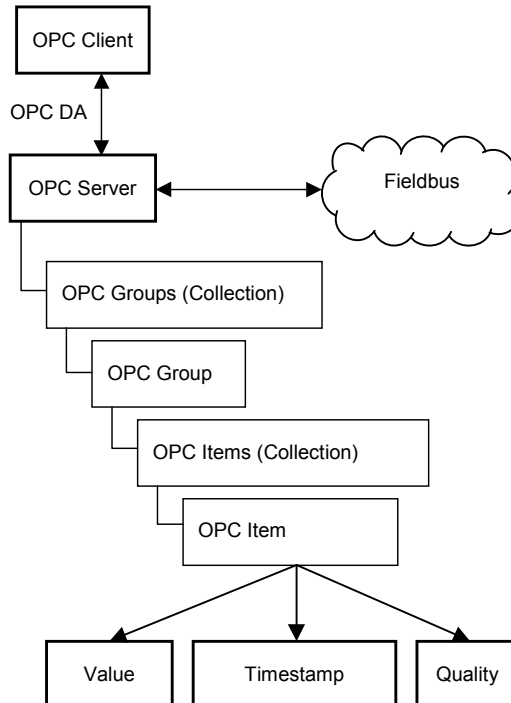 OPC Client
OPC DA
OPC Server
Fieldbus
OPC Groups (Collection)
OPC Group
OPC Items (Collection)
OPC Item
Value
Timestamp
Quality